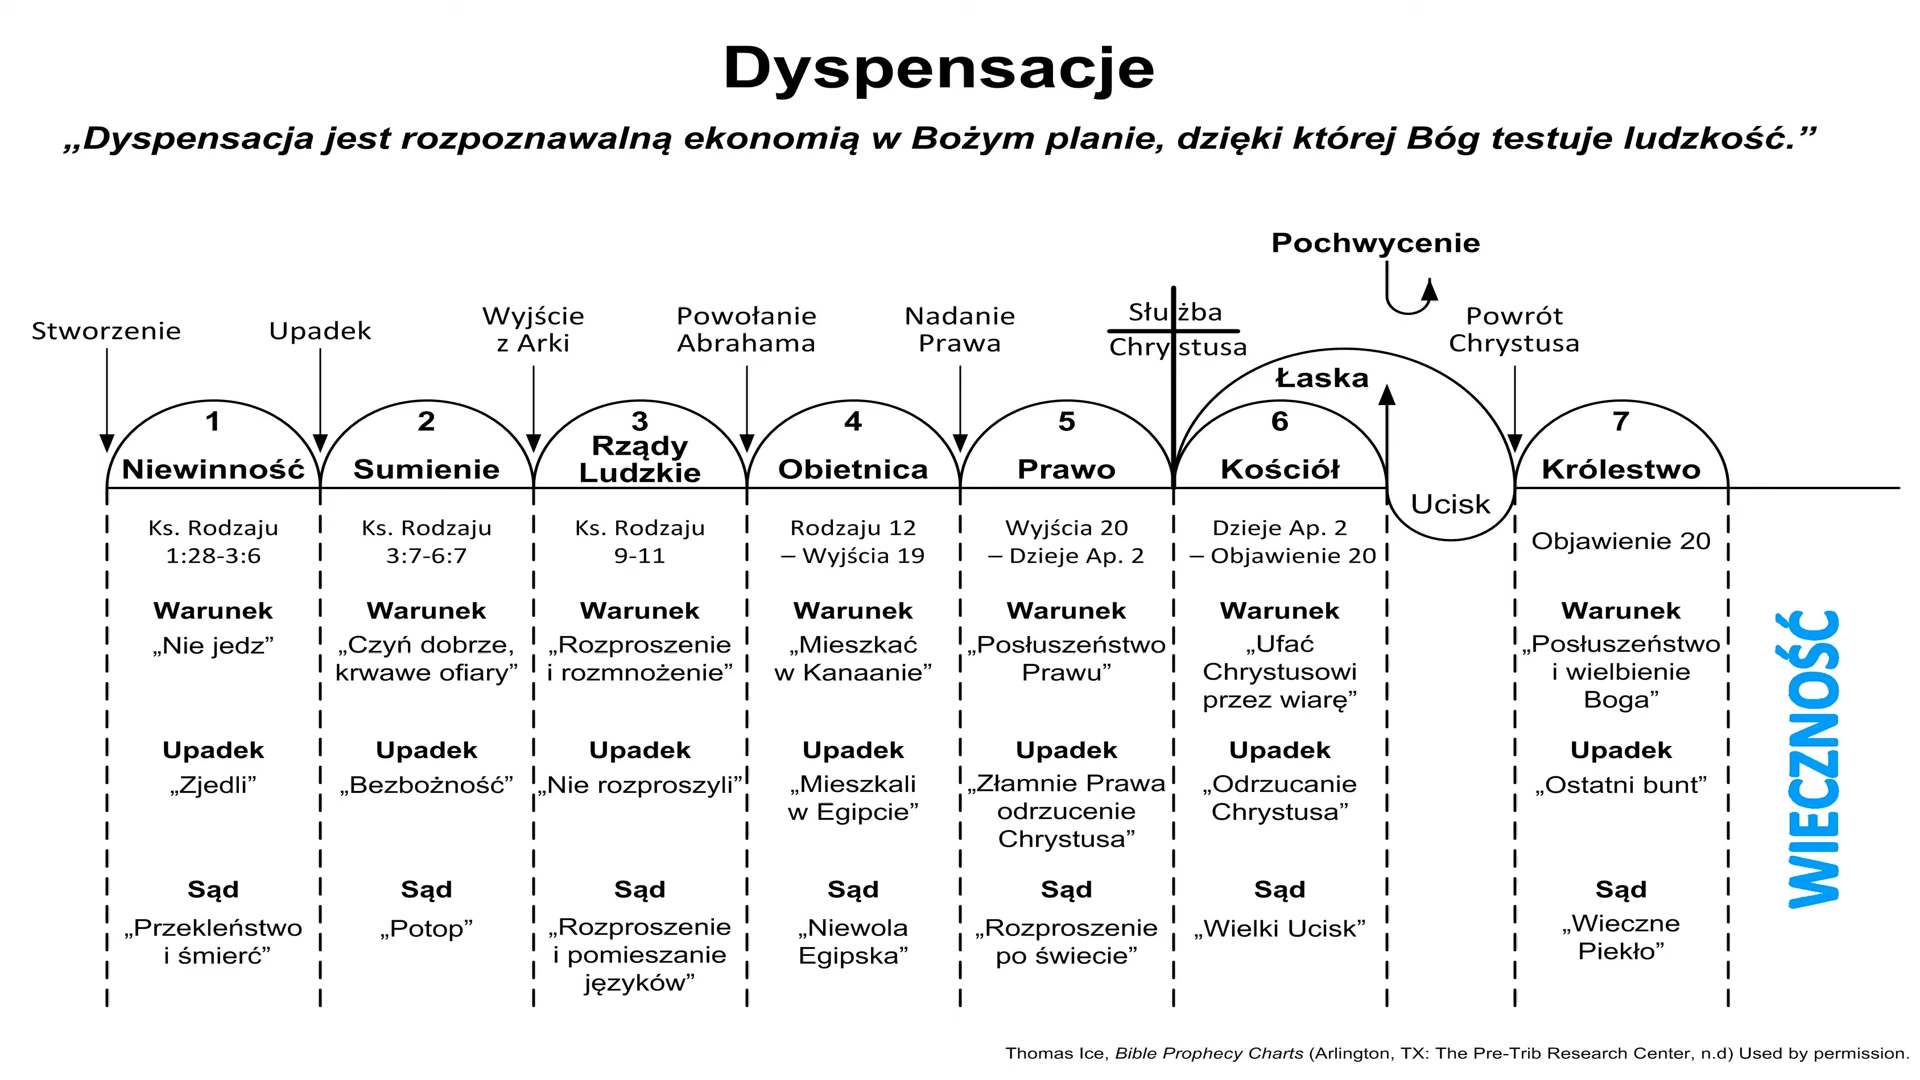 Dyspensacje
„Dyspensacja jest rozpoznawalną ekonomią w Bożym planie, dzięki której Bóg testuje ludzkość.”
Pochwycenie
Stworzenie
Upadek
Wyjście
z Arki
Powołanie
Abrahama
Nadanie
Prawa
Służba
Chrystusa
Powrót
Chrystusa
Łaska
1
Niewinność
2
Sumienie
3
Rządy
Ludzkie
4
Obietnica
5
Prawo
6
Kościół
Ucisk
7
Królestwo
Ks. Rodzaju
1:28-3:6
Warunek
„Nie jedz”
Upadek
„Zjedli”
Sąd
„Przekleństwo
i śmierć”
Ks. Rodzaju
3:7-6:7
Warunek
„Czyń dobrze,
krwawe ofiary”
Upadek
„Bezbożność”
Sąd
„Potop”
Ks. Rodzaju
9-11
Warunek
„Rozproszenie
i rozmnożenie”
Upadek
„Nie rozproszyli”
Sąd
„Rozproszenie
i pomieszanie
języków”
Rodzaju 12
– Wyjścia 19
Warunek
„Mieszkać
w Kanaanie”
Upadek
„Mieszkali
w Egipcie”
Sąd
„Niewola
Egipska”
Wyjścia 20
– Dzieje Ap. 2
Warunek
„Posłuszeństwo
Prawu”
Upadek
„Złamnie Prawa
odrzucenie
Chrystusa”
Sąd
„Rozproszenie
po świecie”
Dzieje Ap. 2
– Objawienie 20
Warunek
„Ufać
Chrystusowi
przez wiarę”
Upadek
„Odrzucanie
Chrystusa”
Sąd
„Wielki Ucisk”
Objawienie 20
Warunek
„Posłuszeństwo
i wielbienie
Boga”
Upadek
„Ostatni bunt”
Sąd
„Wieczne
Piekło”
WIECZNOŚĆ
Thomas Ice, Bible Prophecy Charts (Arlington, TX: The Pre-Trib Research Center, n.d) Used by permission.